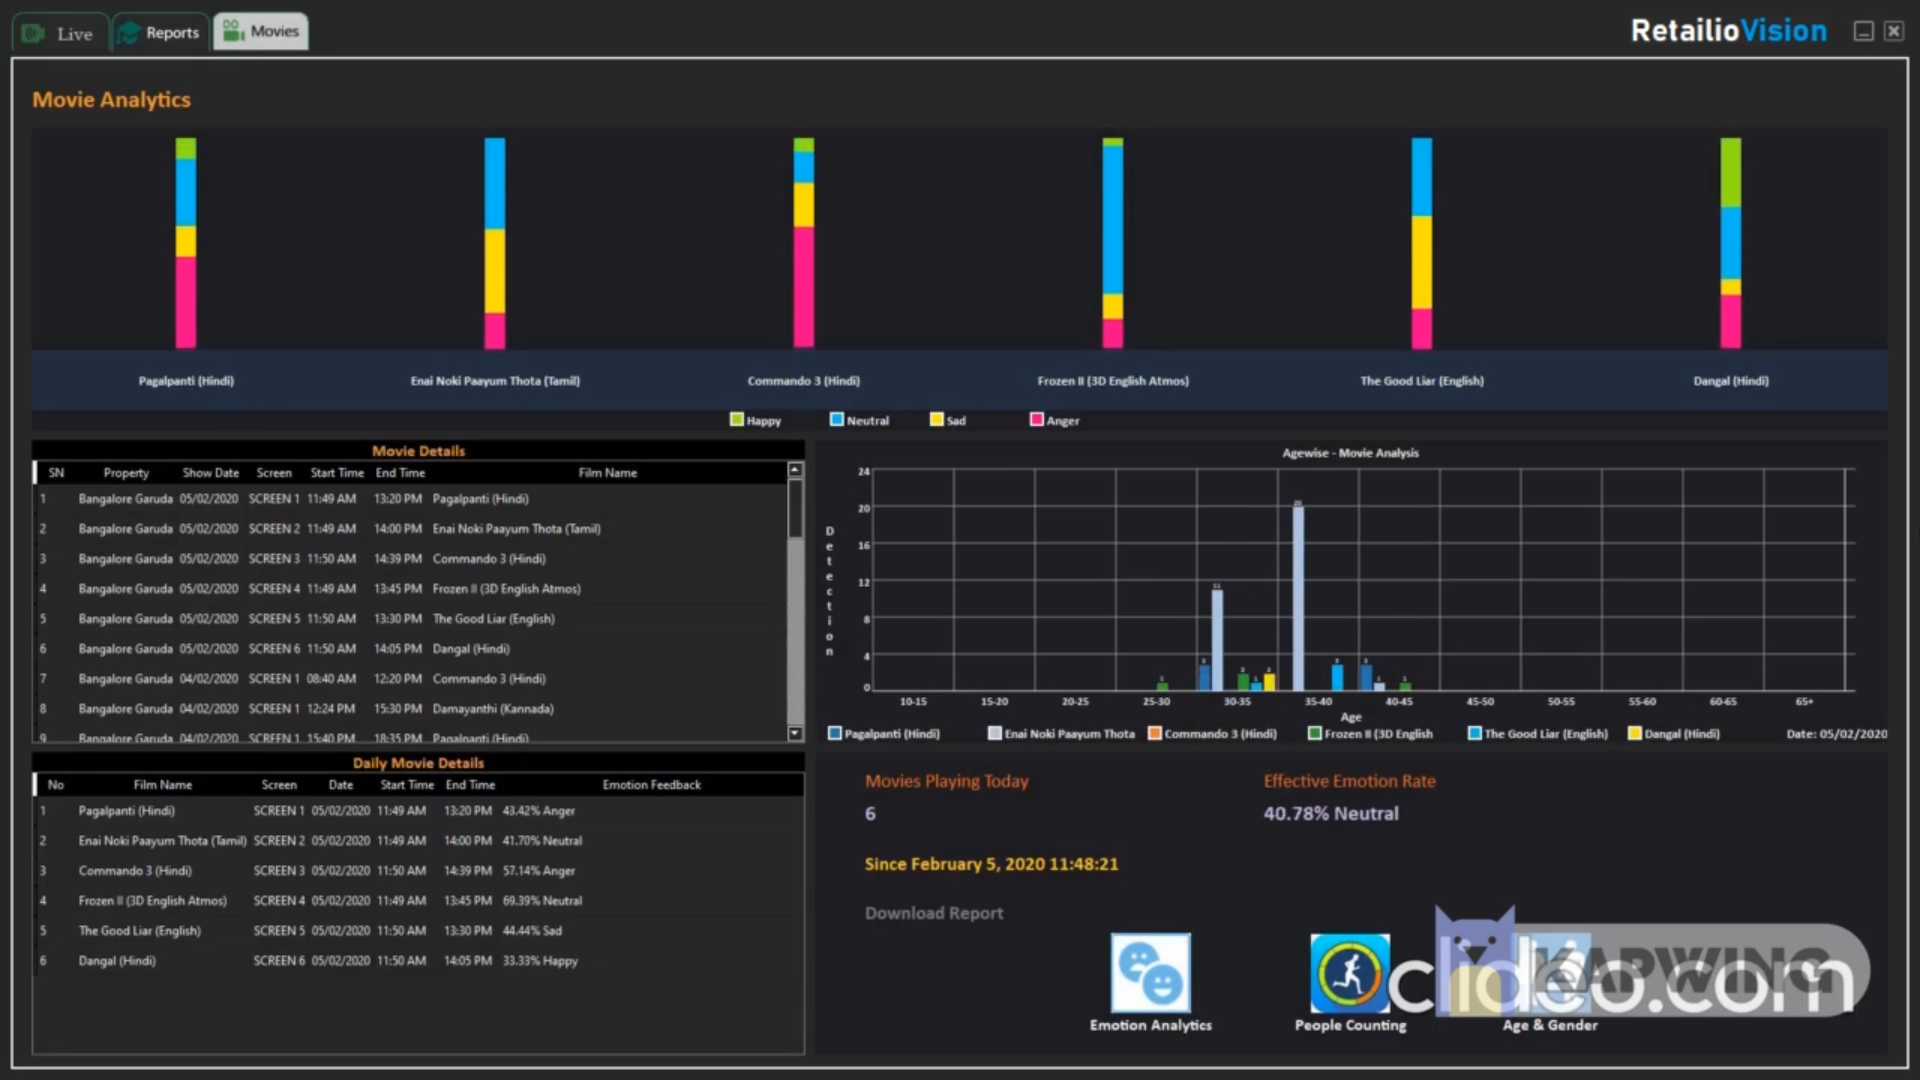 Live Reports Movies RetailioVision
Movie Analytics
Pagalpanti (Hindi) Enai Noki Paayum Thota (Tamil) Commando 3 (Hindi) Frozen II (3D English Atmos) The Good Liar (English) Dangal (Hindi)
Happy Neutral Sad Anger
Movie Details
SN Property Show Date Screen Start Time End Time Film Name
1 Bangalore Garuda 05/02/2020 SCREEN 1 11:49 AM 13:20 PM Pagalpanti (Hindi)
2 Bangalore Garuda 05/02/2020 SCREEN 2 11:49 AM 14:00 PM Enai Noki Paayum Thota (Tamil)
3 Bangalore Garuda 05/02/2020 SCREEN 3 11:50 AM 14:39 PM Commando 3 (Hindi)
4 Bangalore Garuda 05/02/2020 SCREEN 4 11:49 AM 13:45 PM Frozen II (3D English Atmos)
5 Bangalore Garuda 05/02/2020 SCREEN 5 11:50 AM 13:30 PM The Good Liar (English)
6 Bangalore Garuda 05/02/2020 SCREEN 6 11:50 AM 14:05 PM Dangal (Hindi)
7 Bangalore Garuda 04/02/2020 SCREEN 1 08:40 AM 12:20 PM Commando 3 (Hindi)
8 Bangalore Garuda 04/02/2020 SCREEN 1 12:24 PM 15:30 PM Damayanthi (Kannada)
9 Bangalore Garuda 04/02/2020 SCREEN 1 15:40 PM 18:35 PM Pagalpanti (Hindi)
Agewise - Movie Analysis
Detection
24
20
16
12
8
4
0
20
11
1 3 2 1 2 3 3 1 1
10-15 15-20 20-25 25-30 30-35 35-40 40-45 45-50 50-55 55-60 60-65 65+
Age
Pagalpanti (Hindi) Enai Noki Paayum Thota Commando 3 (Hindi) Frozen II (3D English The Good Liar (English) Dangal (Hindi) Date: 05/02/2020
Daily Movie Details
No Film Name Screen Date Start Time End Time Emotion Feedback
1 Pagalpanti (Hindi) SCREEN 1 05/02/2020 11:49 AM 13:20 PM 43.42% Anger
2 Enai Noki Paayum Thota (Tamil) SCREEN 2 05/02/2020 11:49 AM 14:00 PM 41.70% Neutral
3 Commando 3 (Hindi) SCREEN 3 05/02/2020 11:50 AM 14:39 PM 57.14% Anger
4 Frozen II (3D English Atmos) SCREEN 4 05/02/2020 11:49 AM 13:45 PM 69.39% Neutral
5 The Good Liar (English) SCREEN 5 05/02/2020 11:50 AM 13:30 PM 44.44% Sad
6 Dangal (Hindi) SCREEN 6 05/02/2020 11:50 AM 14:05 PM 33.33% Happy
Movies Playing Today Effective Emotion Rate
6 40.78% Neutral
Since February 5, 2020 11:48:21
Download Report
KAPWING
clideo.com
Emotion Analytics People Counting Age & Gender